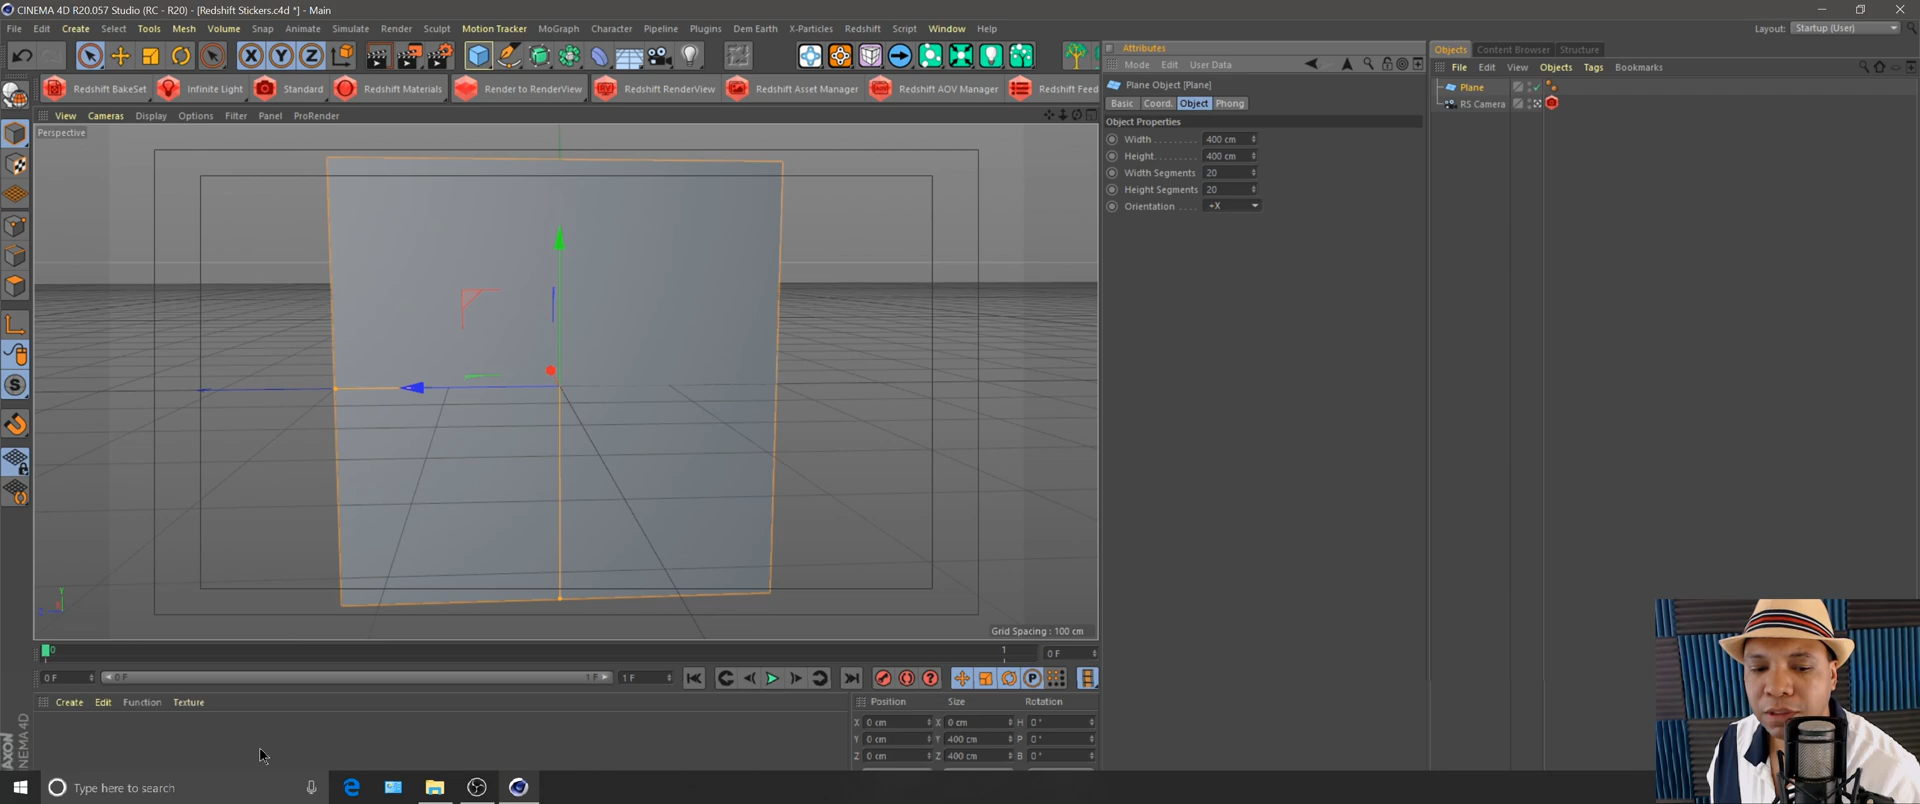 CINEMA 4D R20.057 Studio (RC - R20) - [Redshift Stickers.c4d *] - Main
File Edit Create Select Tools Mesh Volume Snap Animate Simulate Render Sculpt Motion Tracker MoGraph Character Pipeline Plugins Dem Earth X-Particles Redshift Script Window Help
Layout: Startup (User)
X Y Z
Attributes
Objects Content Browser Structure
Mode Edit User Data
File Edit View Objects Tags Bookmarks
Redshift BakeSet Infinite Light Standard Redshift Materials Render to RenderView RV Redshift RenderView Redshift Asset Manager AOV Redshift AOV Manager Redshift Feed
Plane Object [Plane]
Plane
Basic Coord. Object Phong
RS Camera
View Cameras Display Options Filter Panel ProRender
Object Properties
Perspective
Width 400 cm
Height 400 cm
Width Segments 20
Height Segments 20
Orientation +X
S
Y
Z
Grid Spacing : 100 cm
0 1 0 F
0 F 0 F 1 F 1 F P
Create Edit Function Texture
Position Size Rotation
X 0 cm X 0 cm H 0 °
Y 0 cm Y 400 cm P 0 °
Z 0 cm Z 400 cm B 0 °
Type here to search